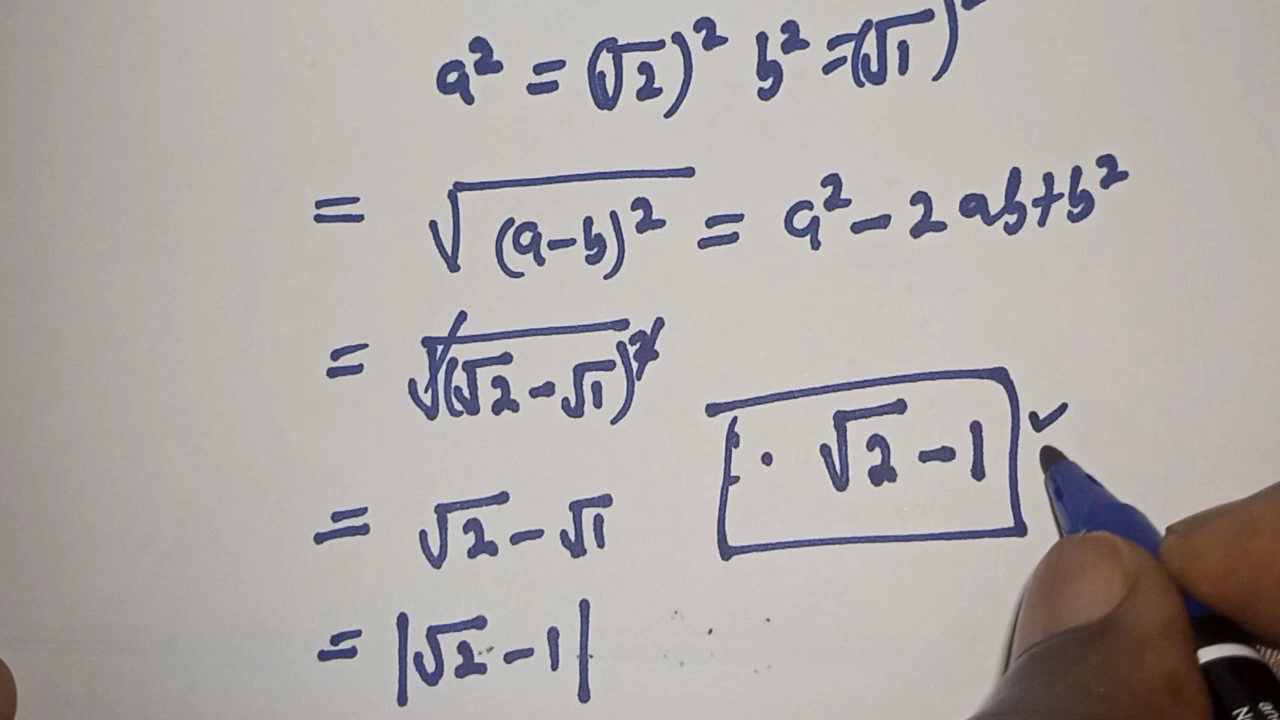 a² = (√2)² b² = (√1)²
= √(a-b)² = a² - 2ab + b²
= √(√2 - √1)²
= √2 - √1
√2 - 1
= |√2 - 1|